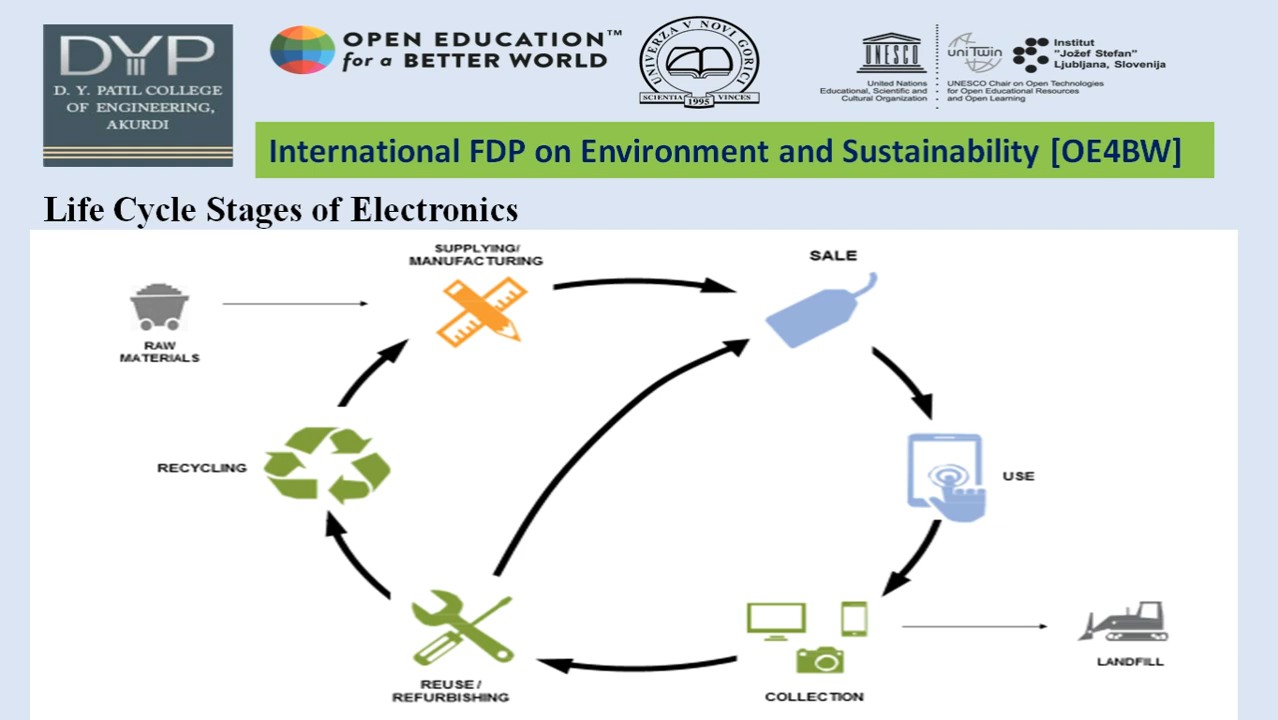 DYP
D. Y. PATIL COLLEGE
OF ENGINEERING,
AKURDI
OPEN EDUCATION™
for a BETTER WORLD
UNIVERZA V NOVI GORICI
SCIENTIA VINCES
1995
UNESCO
United Nations
Educational, Scientific and
Cultural Organization
uniTwin
Institut
"Jožef Stefan"
Ljubljana, Slovenija
UNESCO Chair on Open Technologies
for Open Educational Resources
and Open Learning
International FDP on Environment and Sustainability [OE4BW]
Life Cycle Stages of Electronics
SUPPLYING/
MANUFACTURING
SALE
RAW
MATERIALS
RECYCLING
USE
REUSE/
REFURBISHING
COLLECTION
LANDFILL